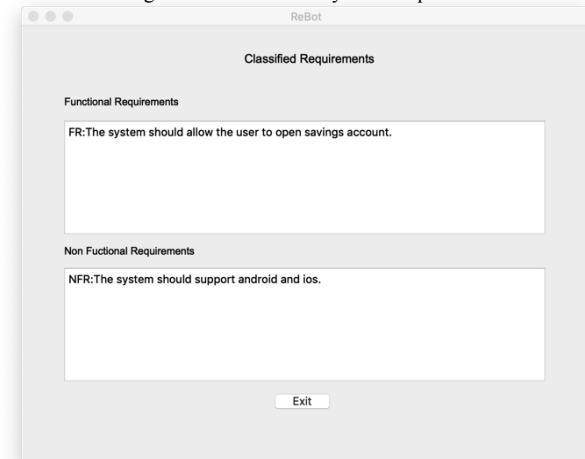 ReBot
Classified Requirements
Functional Requirements
FR:The system should allow the user to open savings account.
Non Fuctional Requirements
NFR:The system should support android and ios.
Exit